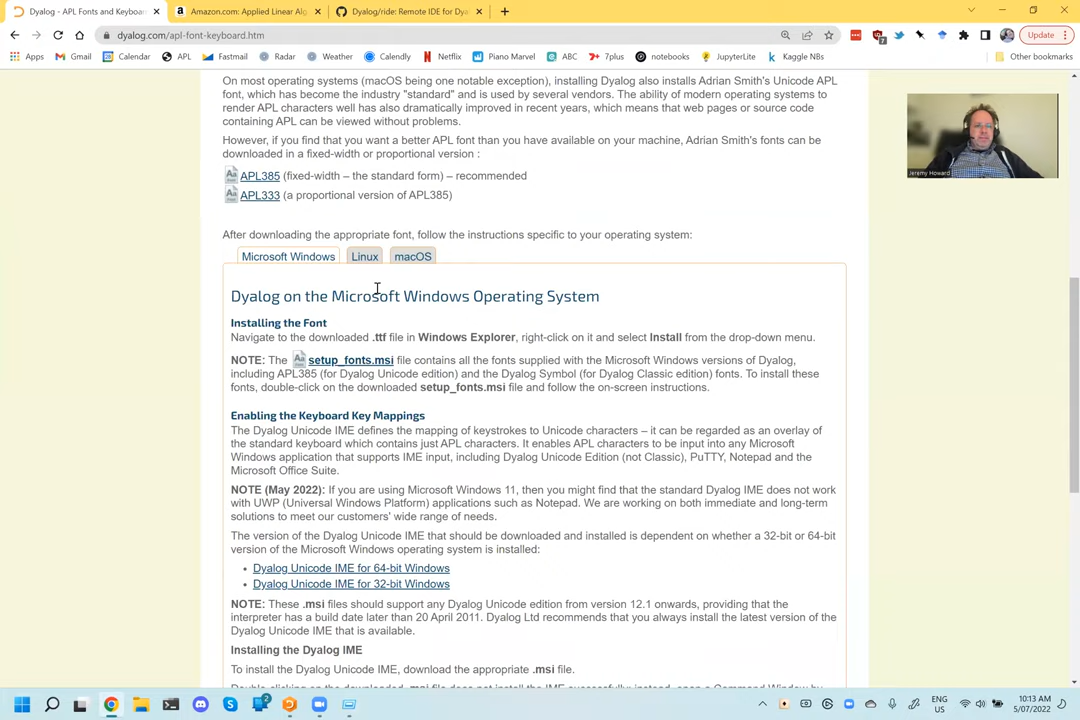 Dyalog - APL Fonts and Keyboa
Amazon.com: Applied Linear Alg
Dyalog/ride: Remote IDE for Dya
dyalog.com/apl-font-keyboard.htm
Update
Apps
Gmail
Calendar
APL
Fastmail
Radar
Weather
Calendly
Netflix
Piano Marvel
ABC
7plus
notebooks
JupyterLite
Kaggle NBs
Other bookmarks
On most operating systems (macOS being one notable exception), installing Dyalog also installs Adrian Smith's Unicode APL
font, which has become the industry "standard" and is used by several vendors. The ability of modern operating systems to
render APL characters well has also dramatically improved in recent years, which means that web pages or source code
containing APL can be viewed without problems.
However, if you find that you want a better APL font than you have available on your machine, Adrian Smith's fonts can be
downloaded in a fixed-width or proportional version :
APL385 (fixed-width – the standard form) – recommended
APL333 (a proportional version of APL385)
Jeremy Howard
After downloading the appropriate font, follow the instructions specific to your operating system:
Microsoft Windows
Linux
macOS
Dyalog on the Microsoft Windows Operating System
Installing the Font
Navigate to the downloaded .ttf file in Windows Explorer, right-click on it and select Install from the drop-down menu.
NOTE: The setup_fonts.msi file contains all the fonts supplied with the Microsoft Windows versions of Dyalog,
including APL385 (for Dyalog Unicode edition) and the Dyalog Symbol (for Dyalog Classic edition) fonts. To install these
fonts, double-click on the downloaded setup_fonts.msi file and follow the on-screen instructions.
Enabling the Keyboard Key Mappings
The Dyalog Unicode IME defines the mapping of keystrokes to Unicode characters – it can be regarded as an overlay of
the standard keyboard which contains just APL characters. It enables APL characters to be input into any Microsoft
Windows application that supports IME input, including Dyalog Unicode Edition (not Classic), PuTTY, Notepad and the
Microsoft Office Suite.
NOTE (May 2022): If you are using Microsoft Windows 11, then you might find that the standard Dyalog IME does not work
with UWP (Universal Windows Platform) applications such as Notepad. We are working on both immediate and long-term
solutions to meet our customers' wide range of needs.
The version of the Dyalog Unicode IME that should be downloaded and installed is dependent on whether a 32-bit or 64-bit
version of the Microsoft Windows operating system is installed:
• Dyalog Unicode IME for 64-bit Windows
• Dyalog Unicode IME for 32-bit Windows
NOTE: These .msi files should support any Dyalog Unicode edition from version 12.1 onwards, providing that the
interpreter has a build date later than 20 April 2011. Dyalog Ltd recommends that you always install the latest version of the
Dyalog Unicode IME that is available.
Installing the Dyalog IME
To install the Dyalog Unicode IME, download the appropriate .msi file.
ENG
US
10:13 AM
5/07/2022